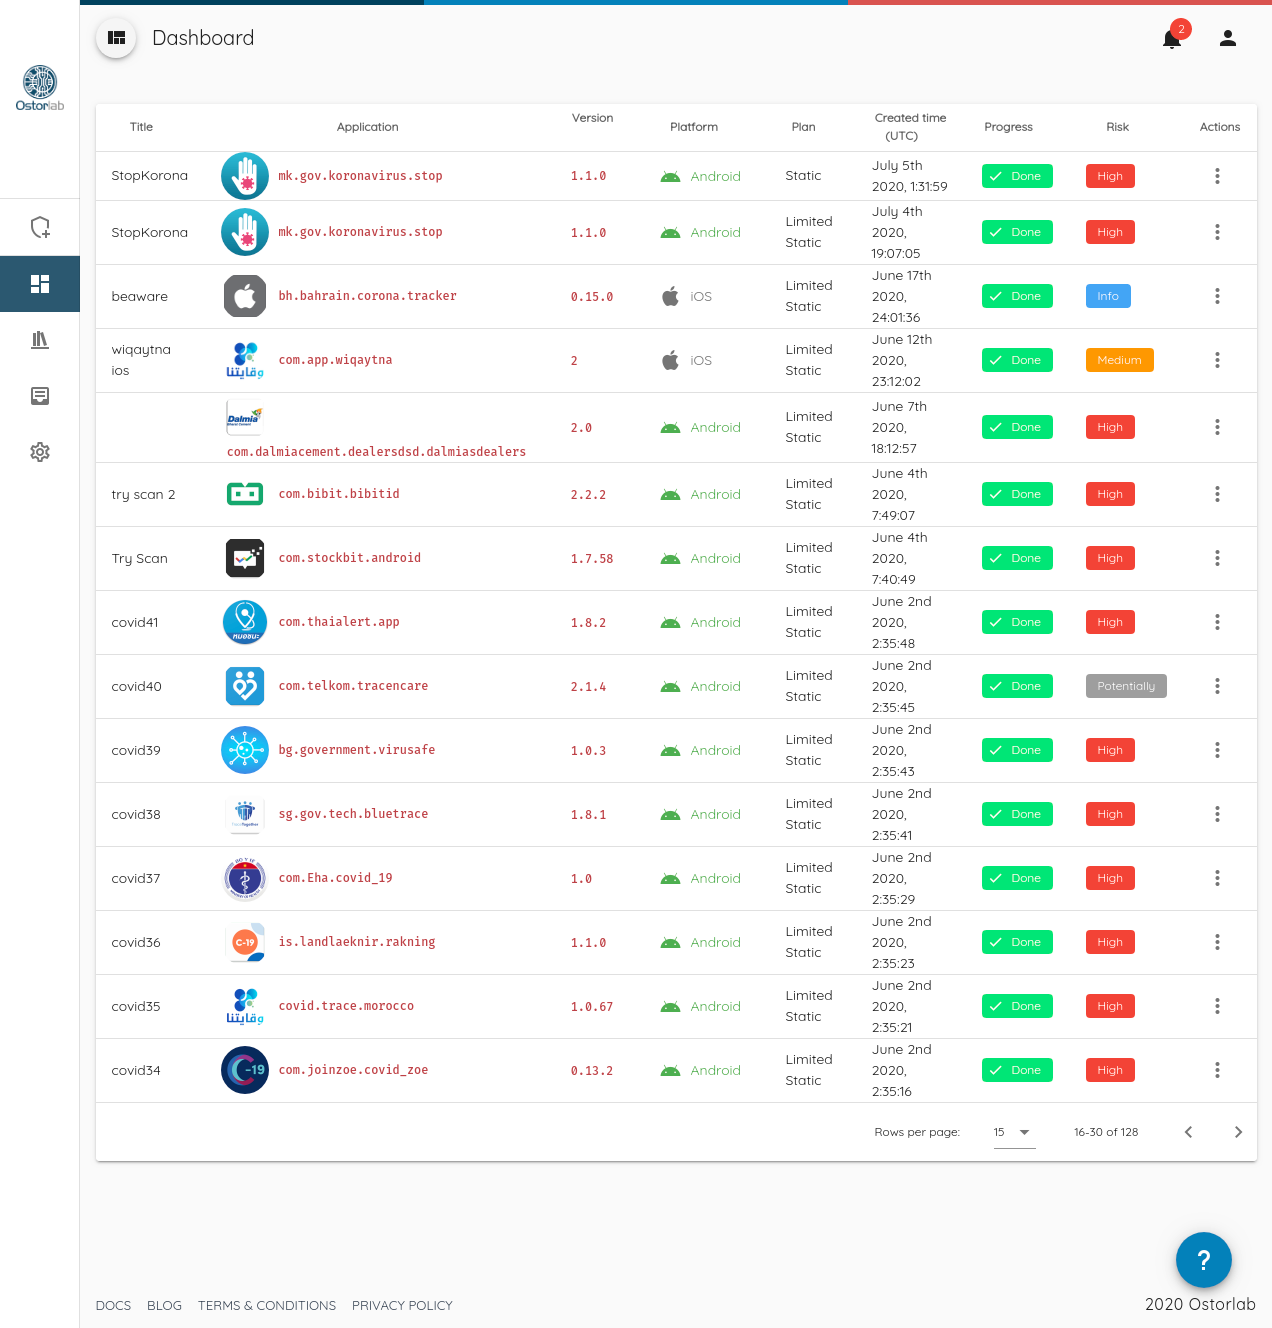 Dashboard
2
Ostorlab
Title Application Version Platform Plan Created time (UTC) Progress Risk Actions
StopKorona mk.gov.koronavirus.stop 1.1.0 Android Static July 5th 2020, 1:31:59 Done High
StopKorona mk.gov.koronavirus.stop 1.1.0 Android Limited Static July 4th 2020, 19:07:05 Done High
beaware bh.bahrain.corona.tracker 0.15.0 iOS Limited Static June 17th 2020, 24:01:36 Done Info
wiqaytna ios وقايتنا com.app.wiqaytna 2 iOS Limited Static June 12th 2020, 23:12:02 Done Medium
Dalmia com.dalmiacement.dealersdsd.dalmiasdealers 2.0 Android Limited Static June 7th 2020, 18:12:57 Done High
try scan 2 com.bibit.bibitid 2.2.2 Android Limited Static June 4th 2020, 7:49:07 Done High
Try Scan com.stockbit.android 1.7.58 Android Limited Static June 4th 2020, 7:40:49 Done High
covid41 หมอชนะ com.thaialert.app 1.8.2 Android Limited Static June 2nd 2020, 2:35:48 Done High
covid40 com.telkom.tracencare 2.1.4 Android Limited Static June 2nd 2020, 2:35:45 Done Potentially
covid39 bg.government.virusafe 1.0.3 Android Limited Static June 2nd 2020, 2:35:43 Done High
covid38 sg.gov.tech.bluetrace 1.8.1 Android Limited Static June 2nd 2020, 2:35:41 Done High
covid37 com.Eha.covid_19 1.0 Android Limited Static June 2nd 2020, 2:35:29 Done High
covid36 C-19 is.landlaeknir.rakning 1.1.0 Android Limited Static June 2nd 2020, 2:35:23 Done High
covid35 وقايتنا covid.trace.morocco 1.0.67 Android Limited Static June 2nd 2020, 2:35:21 Done High
covid34 C-19 com.joinzoe.covid_zoe 0.13.2 Android Limited Static June 2nd 2020, 2:35:16 Done High
Rows per page: 15 16-30 of 128
?
DOCS BLOG TERMS & CONDITIONS PRIVACY POLICY 2020 Ostorlab